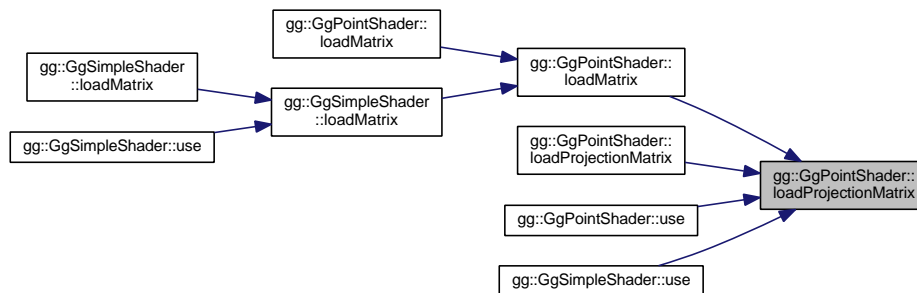 gg::GgPointShader::
loadMatrix
gg::GgSimpleShader
::loadMatrix
gg::GgPointShader::
loadMatrix
gg::GgSimpleShader
::loadMatrix
gg::GgSimpleShader::use
gg::GgPointShader::
loadProjectionMatrix
gg::GgPointShader::
loadProjectionMatrix
gg::GgPointShader::use
gg::GgSimpleShader::use